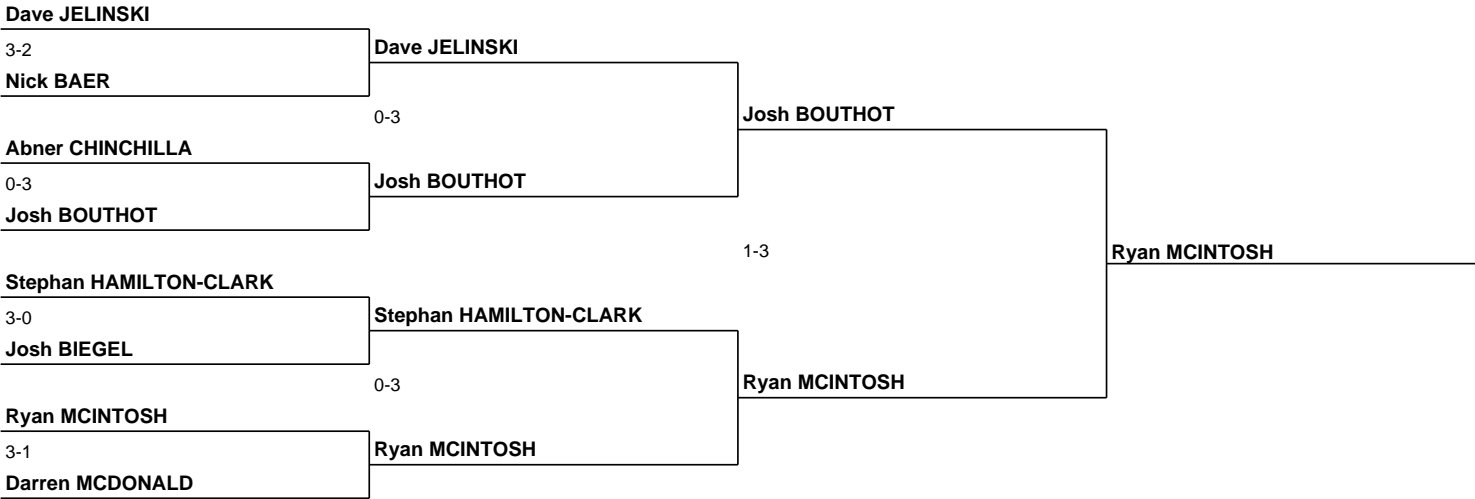 Dave JELINSKI
3-2
Dave JELINSKI
Nick BAER
0-3
Josh BOUTHOT
Abner CHINCHILLA
0-3
Josh BOUTHOT
Josh BOUTHOT
1-3
Ryan MCINTOSH
Stephan HAMILTON-CLARK
3-0
Stephan HAMILTON-CLARK
Josh BIEGEL
0-3
Ryan MCINTOSH
Ryan MCINTOSH
3-1
Ryan MCINTOSH
Darren MCDONALD